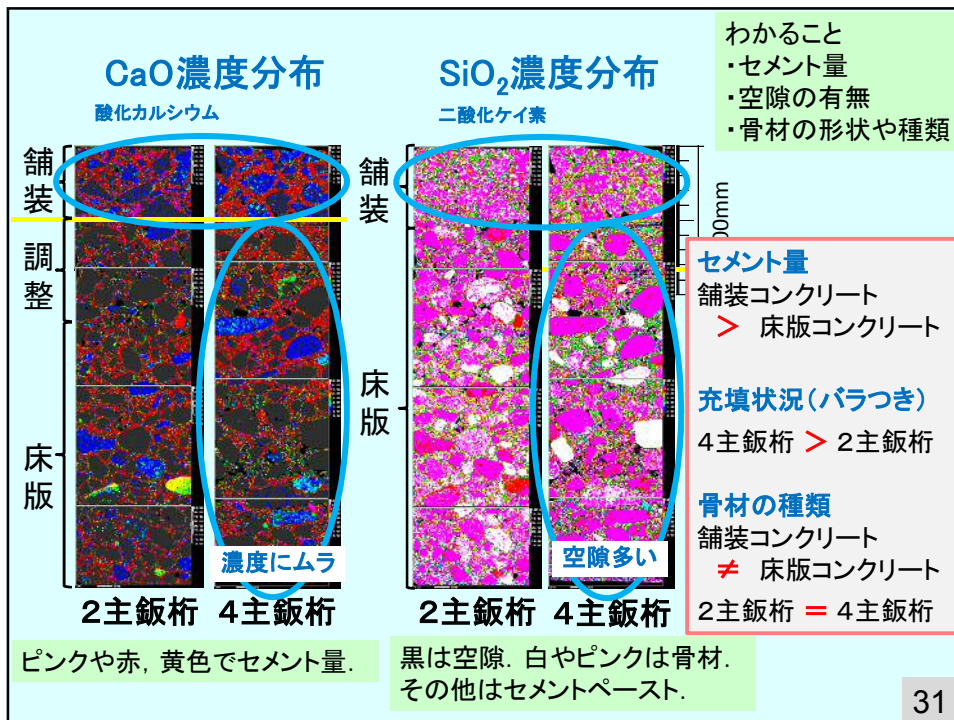 CaO濃度分布
酸化カルシウム
SiO2濃度分布
二酸化ケイ素
わかること
・セメント量
・空隙の有無
・骨材の形状や種類
舗装
調整
床版
濃度にムラ
2主鈑桁 4主鈑桁
舗装
床版
空隙多い
2主鈑桁 4主鈑桁
00mm
セメント量
舗装コンクリート
> 床版コンクリート
充填状況(バラつき)
4主鈑桁 > 2主鈑桁
骨材の種類
舗装コンクリート
≠ 床版コンクリート
2主鈑桁 = 4主鈑桁
ピンクや赤, 黄色でセメント量.
黒は空隙. 白やピンクは骨材.
その他はセメントペースト.
31